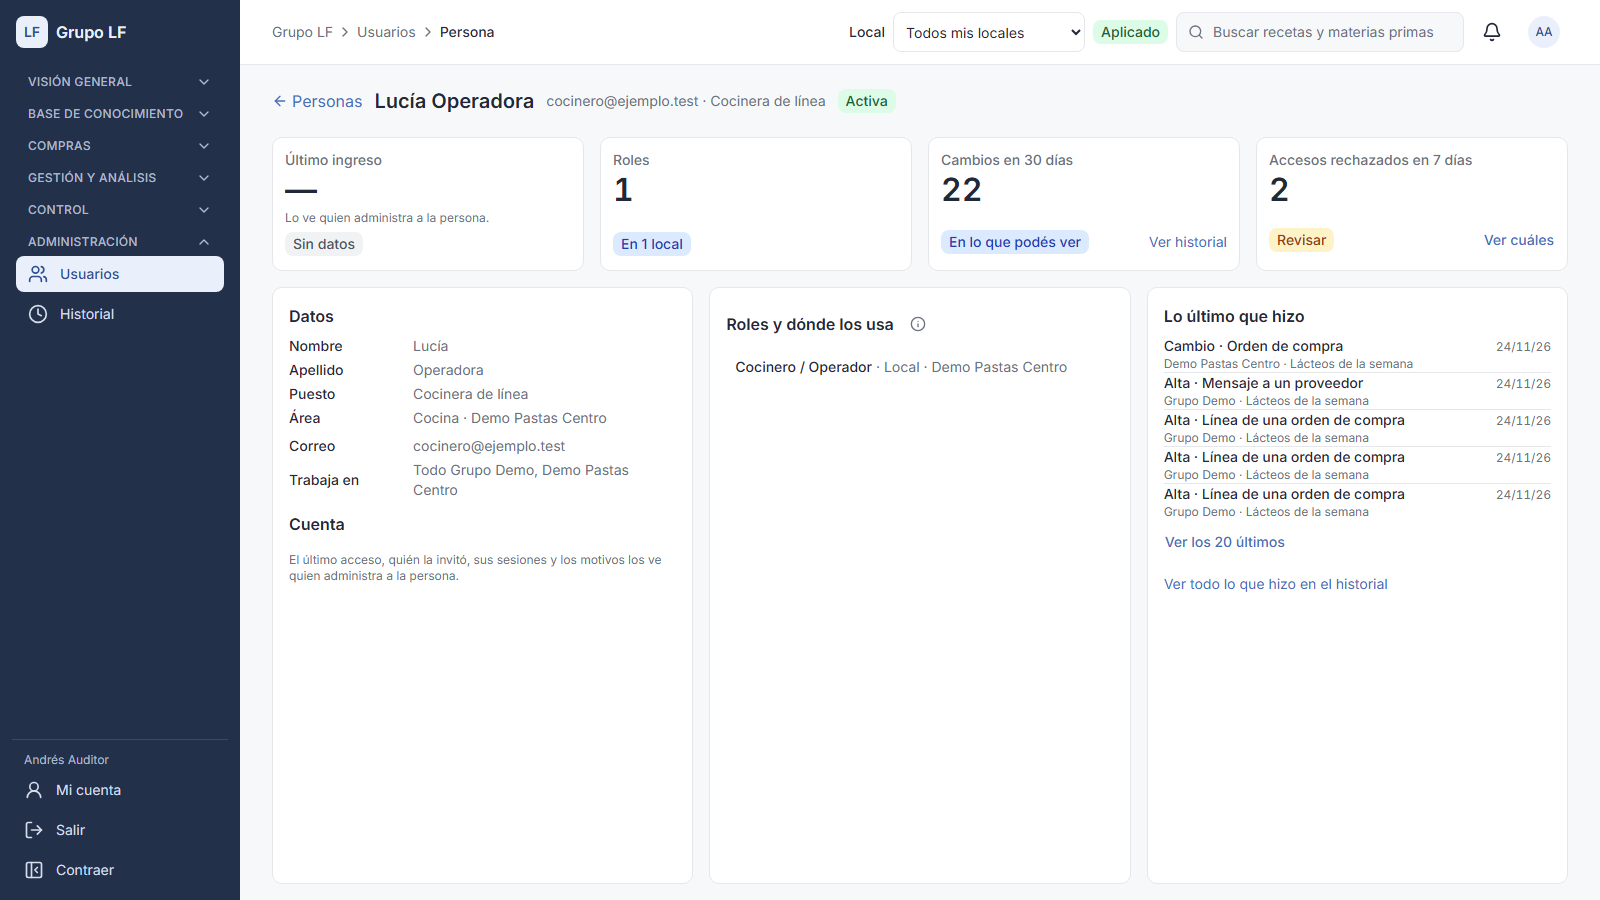 LF Grupo LF
VISIÓN GENERAL
BASE DE CONOCIMIENTO
COMPRAS
GESTIÓN Y ANÁLISIS
CONTROL
ADMINISTRACIÓN
Usuarios
Historial
Andrés Auditor
Mi cuenta
Salir
Contraer
Grupo LF > Usuarios > Persona
Local Todos mis locales Aplicado Buscar recetas y materias primas AA
← Personas Lucía Operadora cocinero@ejemplo.test · Cocinera de línea Activa
Último ingreso
—
Lo ve quien administra a la persona.
Sin datos
Roles
1
En 1 local
Cambios en 30 días
22
En lo que podés ver Ver historial
Accesos rechazados en 7 días
2
Revisar Ver cuáles
Datos
Nombre Lucía
Apellido Operadora
Puesto Cocinera de línea
Área Cocina · Demo Pastas Centro
Correo cocinero@ejemplo.test
Trabaja en Todo Grupo Demo, Demo Pastas
Centro
Cuenta
El último acceso, quién la invitó, sus sesiones y los motivos los ve
quien administra a la persona.
Roles y dónde los usa
Cocinero / Operador · Local · Demo Pastas Centro
Lo último que hizo
Cambio · Orden de compra 24/11/26
Demo Pastas Centro · Lácteos de la semana
Alta · Mensaje a un proveedor 24/11/26
Grupo Demo · Lácteos de la semana
Alta · Línea de una orden de compra 24/11/26
Grupo Demo · Lácteos de la semana
Alta · Línea de una orden de compra 24/11/26
Grupo Demo · Lácteos de la semana
Alta · Línea de una orden de compra 24/11/26
Grupo Demo · Lácteos de la semana
Ver los 20 últimos
Ver todo lo que hizo en el historial